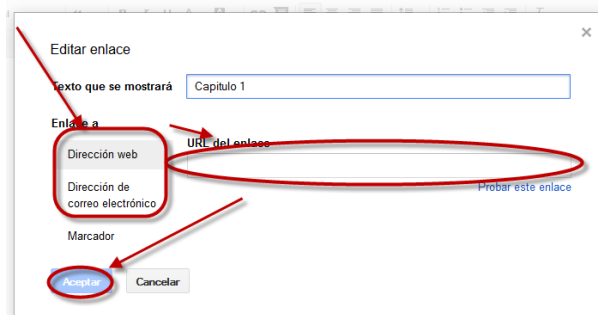 Editar enlace
Texto que se mostrará
Capitulo 1
Enlace a
Dirección web
URL del enlace
Probar este enlace
Dirección de
correo electrónico
Marcador
Aceptar
Cancelar